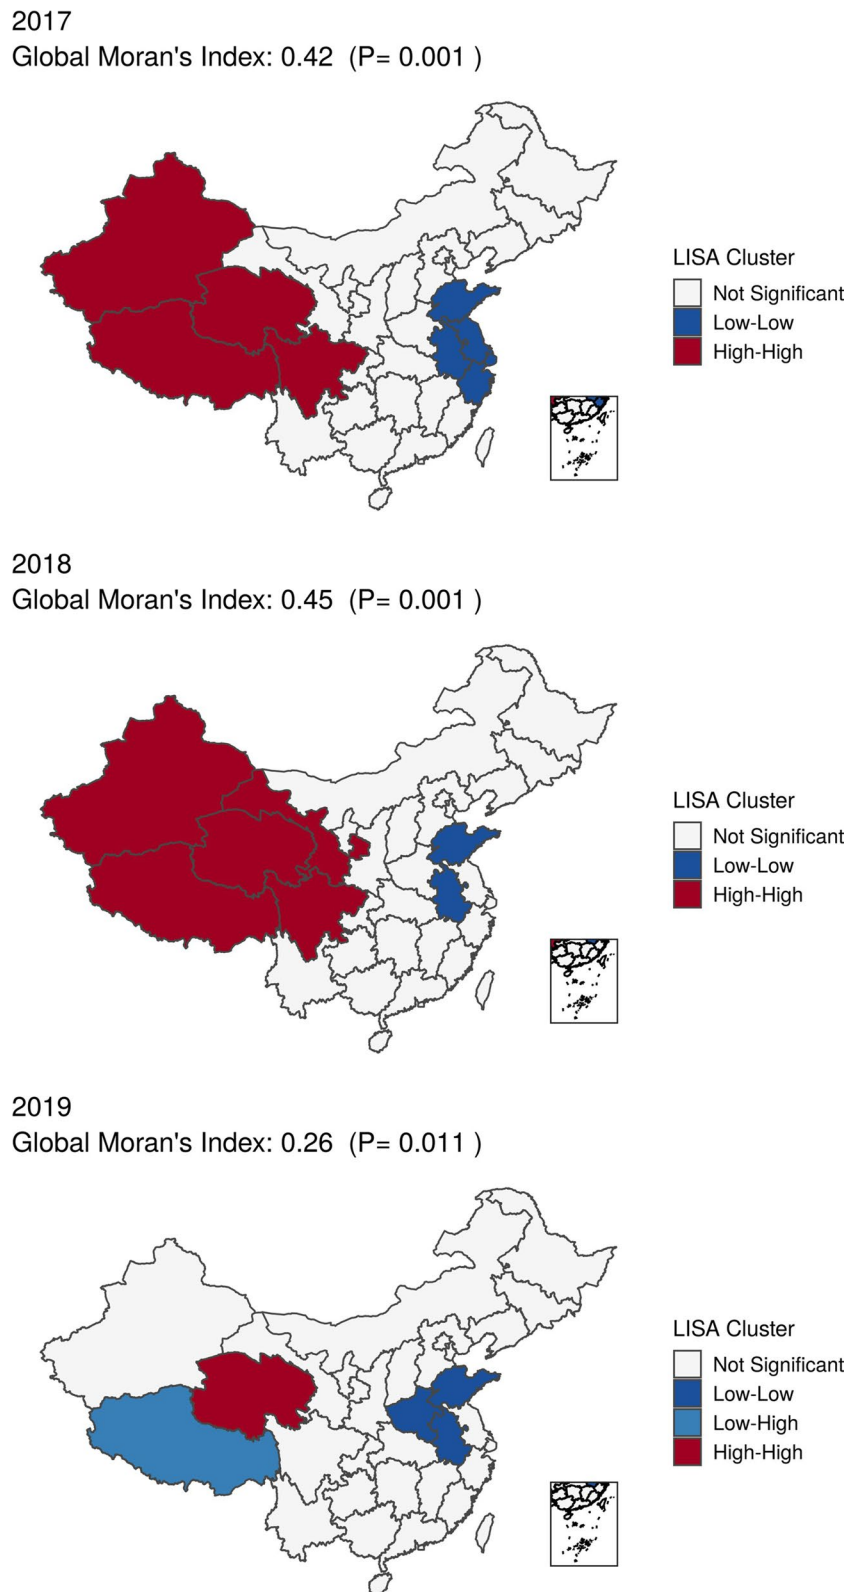 2017
Global Moran's Index: 0.42 (P= 0.001 )
LISA Cluster
Not Significant
Low-Low
High-High
2018
Global Moran's Index: 0.45 (P= 0.001 )
LISA Cluster
Not Significant
Low-Low
High-High
2019
Global Moran's Index: 0.26 (P= 0.011 )
LISA Cluster
Not Significant
Low-Low
Low-High
High-High